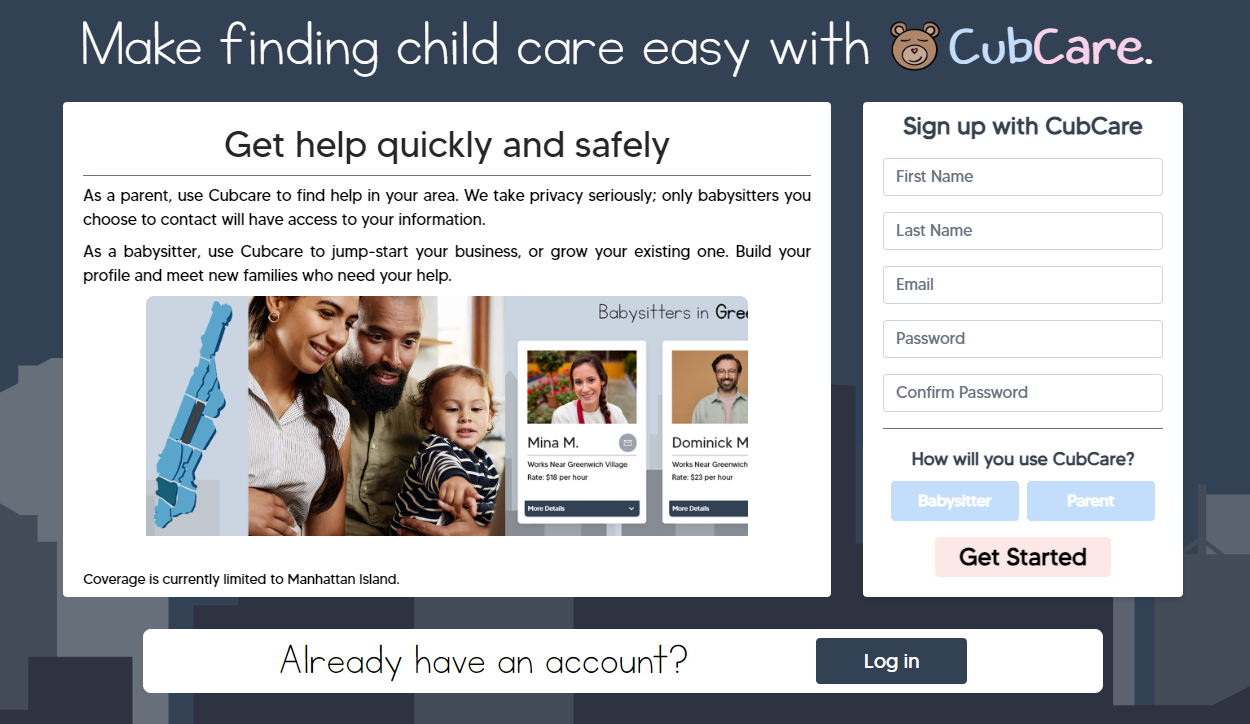 Make finding child care easy with CubCare.
Get help quickly and safely
As a parent, use Cubcare to find help in your area. We take privacy seriously; only babysitters you
choose to contact will have access to your information.
As a babysitter, use Cubcare to jump-start your business, or grow your existing one. Build your
profile and meet new families who need your help.
Babysitters in Gree
Mina M.
Works Near Greenwich Village
Rate: $18 per hour
More Details
Dominick M
Works Near Greenwich
Rate: $23 per hour
More Details
Coverage is currently limited to Manhattan Island.
Sign up with CubCare
First Name
Last Name
Email
Password
Confirm Password
How will you use CubCare?
Babysitter Parent
Get Started
Already have an account? Log in